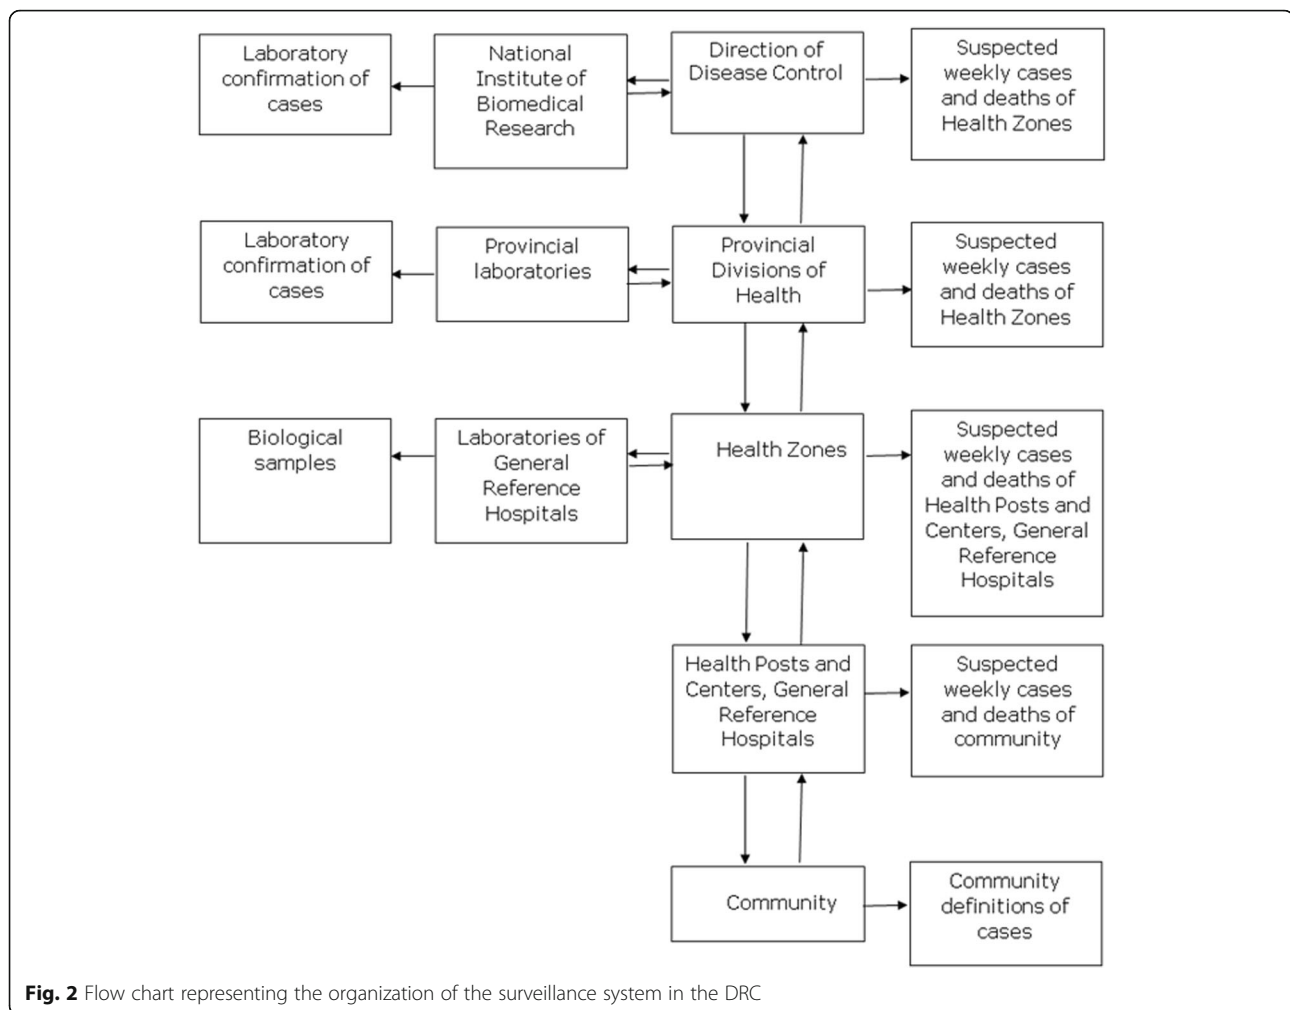 Laboratory
confirmation of
cases
National
Institute of
Biomedical
Research
Direction of
Disease Control
Suspected
weekly cases
and deaths of
Health Zones
Laboratory
confirmation of
cases
Provincial
laboratories
Provincial
Divisions of
Health
Suspected
weekly cases
and deaths of
Health Zones
Biological
samples
Laboratories of
General
Reference
Hospitals
Health Zones
Suspected
weekly cases
and deaths of
Health Posts and
Centers, General
Reference
Hospitals
Health Posts and
Centers, General
Reference
Hospitals
Suspected
weekly cases
and deaths of
community
Community
Community
definitions of
cases
Fig. 2 Flow chart representing the organization of the surveillance system in the DRC